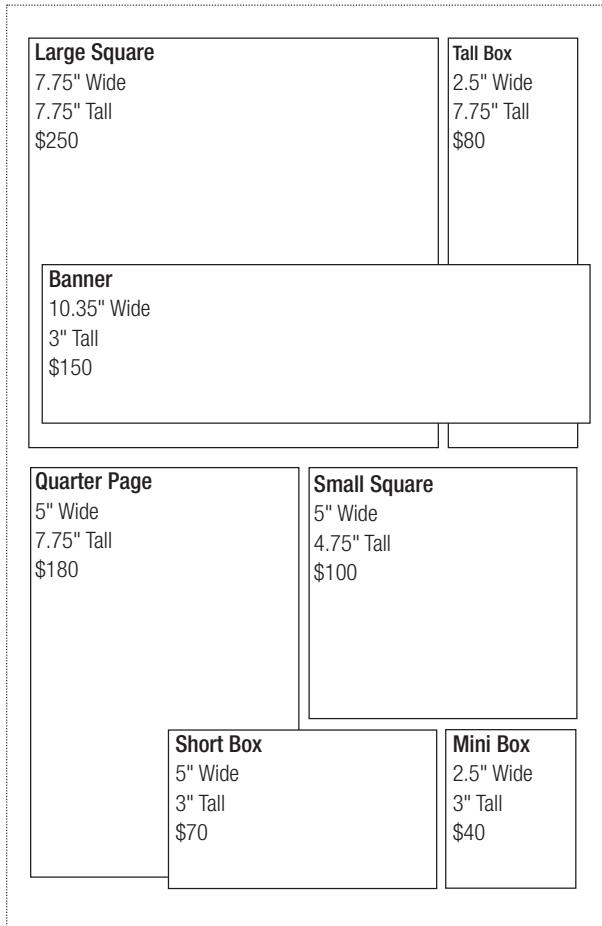 Large Square
7.75" Wide
7.75" Tall
$250
Tall Box
2.5" Wide
7.75" Tall
$80
Banner
10.35" Wide
3" Tall
$150
Quarter Page
5" Wide
7.75" Tall
$180
Small Square
5" Wide
4.75" Tall
$100
Short Box
5" Wide
3" Tall
$70
Mini Box
2.5" Wide
3" Tall
$40